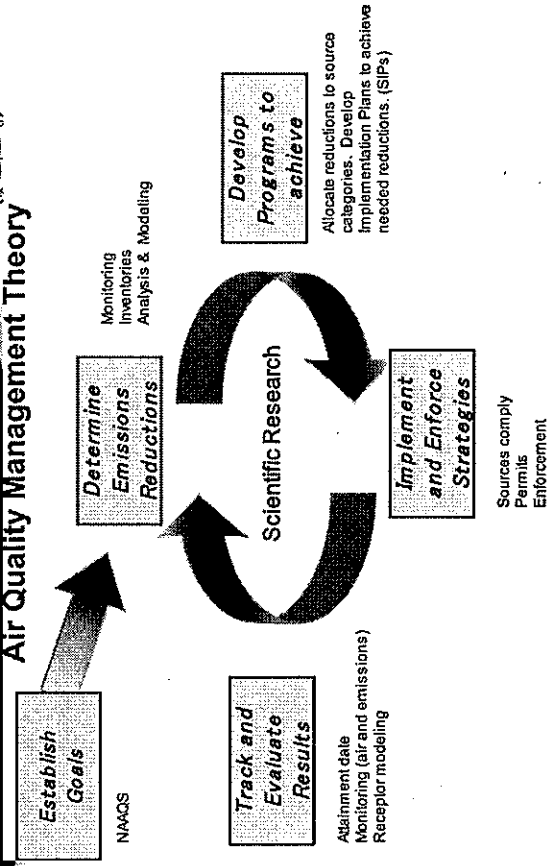 Air Quality Management Theory
Establish
Goals
NAAQS
Determine
Emissions
Reductions
Monitoring
Inventories
Analysis & Modeling
Develop
Programs to
achieve
Allocate reductions to source
categories. Develop
Implementation Plans to achieve
needed reductions. (SIPs)
Scientific Research
Implement
and Enforce
Strategies
Sources comply
Permits
Enforcement
Track and
Evaluate
Results
Attainment date
Monitoring (air and emissions)
Receptor modeling